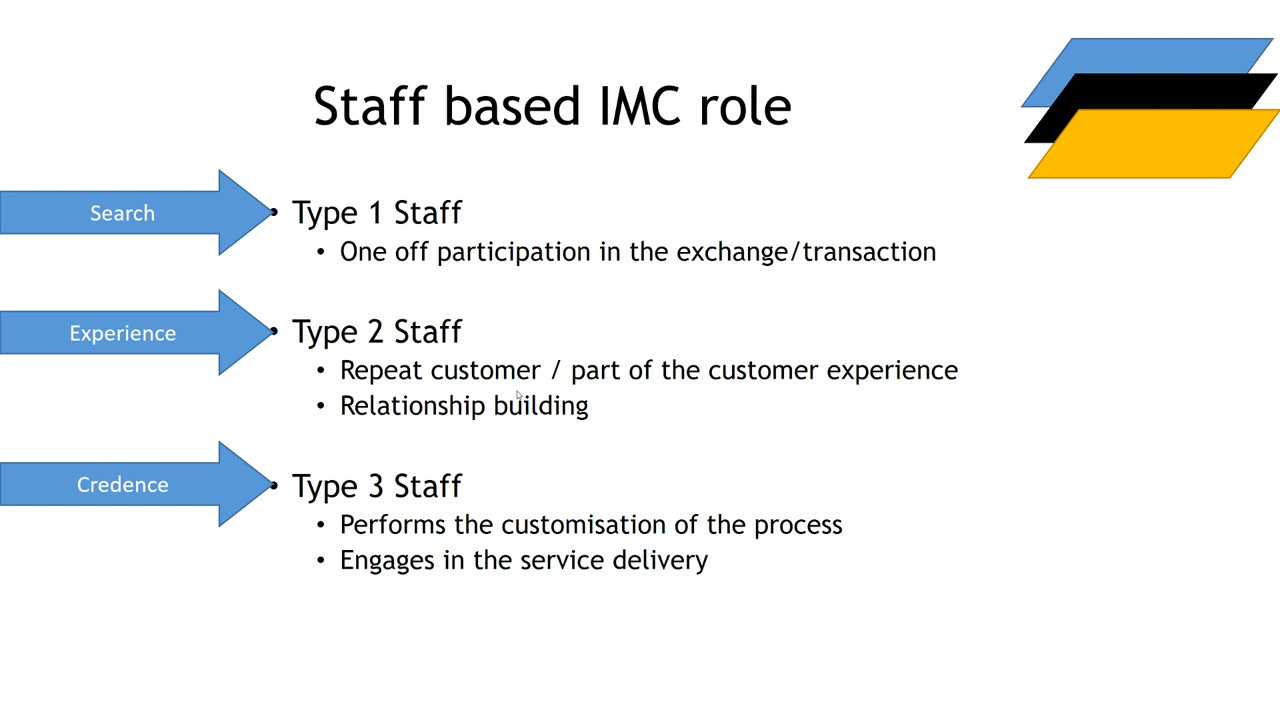 Staff based IMC role
Search
• Type 1 Staff
• One off participation in the exchange/transaction
Experience
• Type 2 Staff
• Repeat customer / part of the customer experience
• Relationship building
Credence
• Type 3 Staff
• Performs the customisation of the process
• Engages in the service delivery